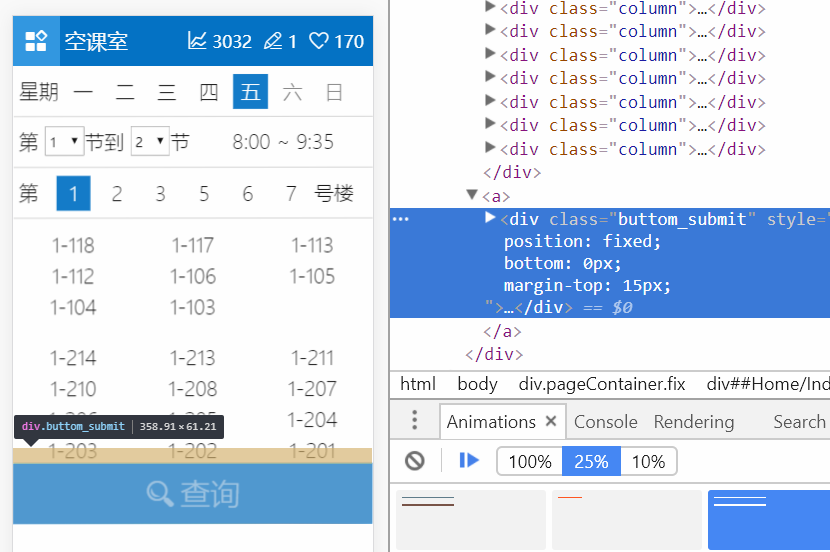 空课室 3032 1 170
星期 一 二 三 四 五 六 日
第 1 节到 2 节 8:00 ~ 9:35
第 1 2 3 5 6 7 号楼
1-118 1-117 1-113
1-112 1-106 1-105
1-104 1-103
1-214 1-213 1-211
1-210 1-208 1-207
1-206 1-205 1-204
div.buttom_submit 358.91×61.21
1-203 1-202 1-201
查询
<div class="column">…</div>
<div class="column">…</div>
<div class="column">…</div>
<div class="column">…</div>
<div class="column">…</div>
<div class="column">…</div>
<div class="column">…</div>
</div>
<a>
<div class="buttom_submit" style="
position: fixed;
bottom: 0px;
margin-top: 15px;
">…</div> == $0
</a>
</div>
html body div.pageContainer.fix div##Home/Ind
Animations × Console Rendering Search
100% 25% 10%